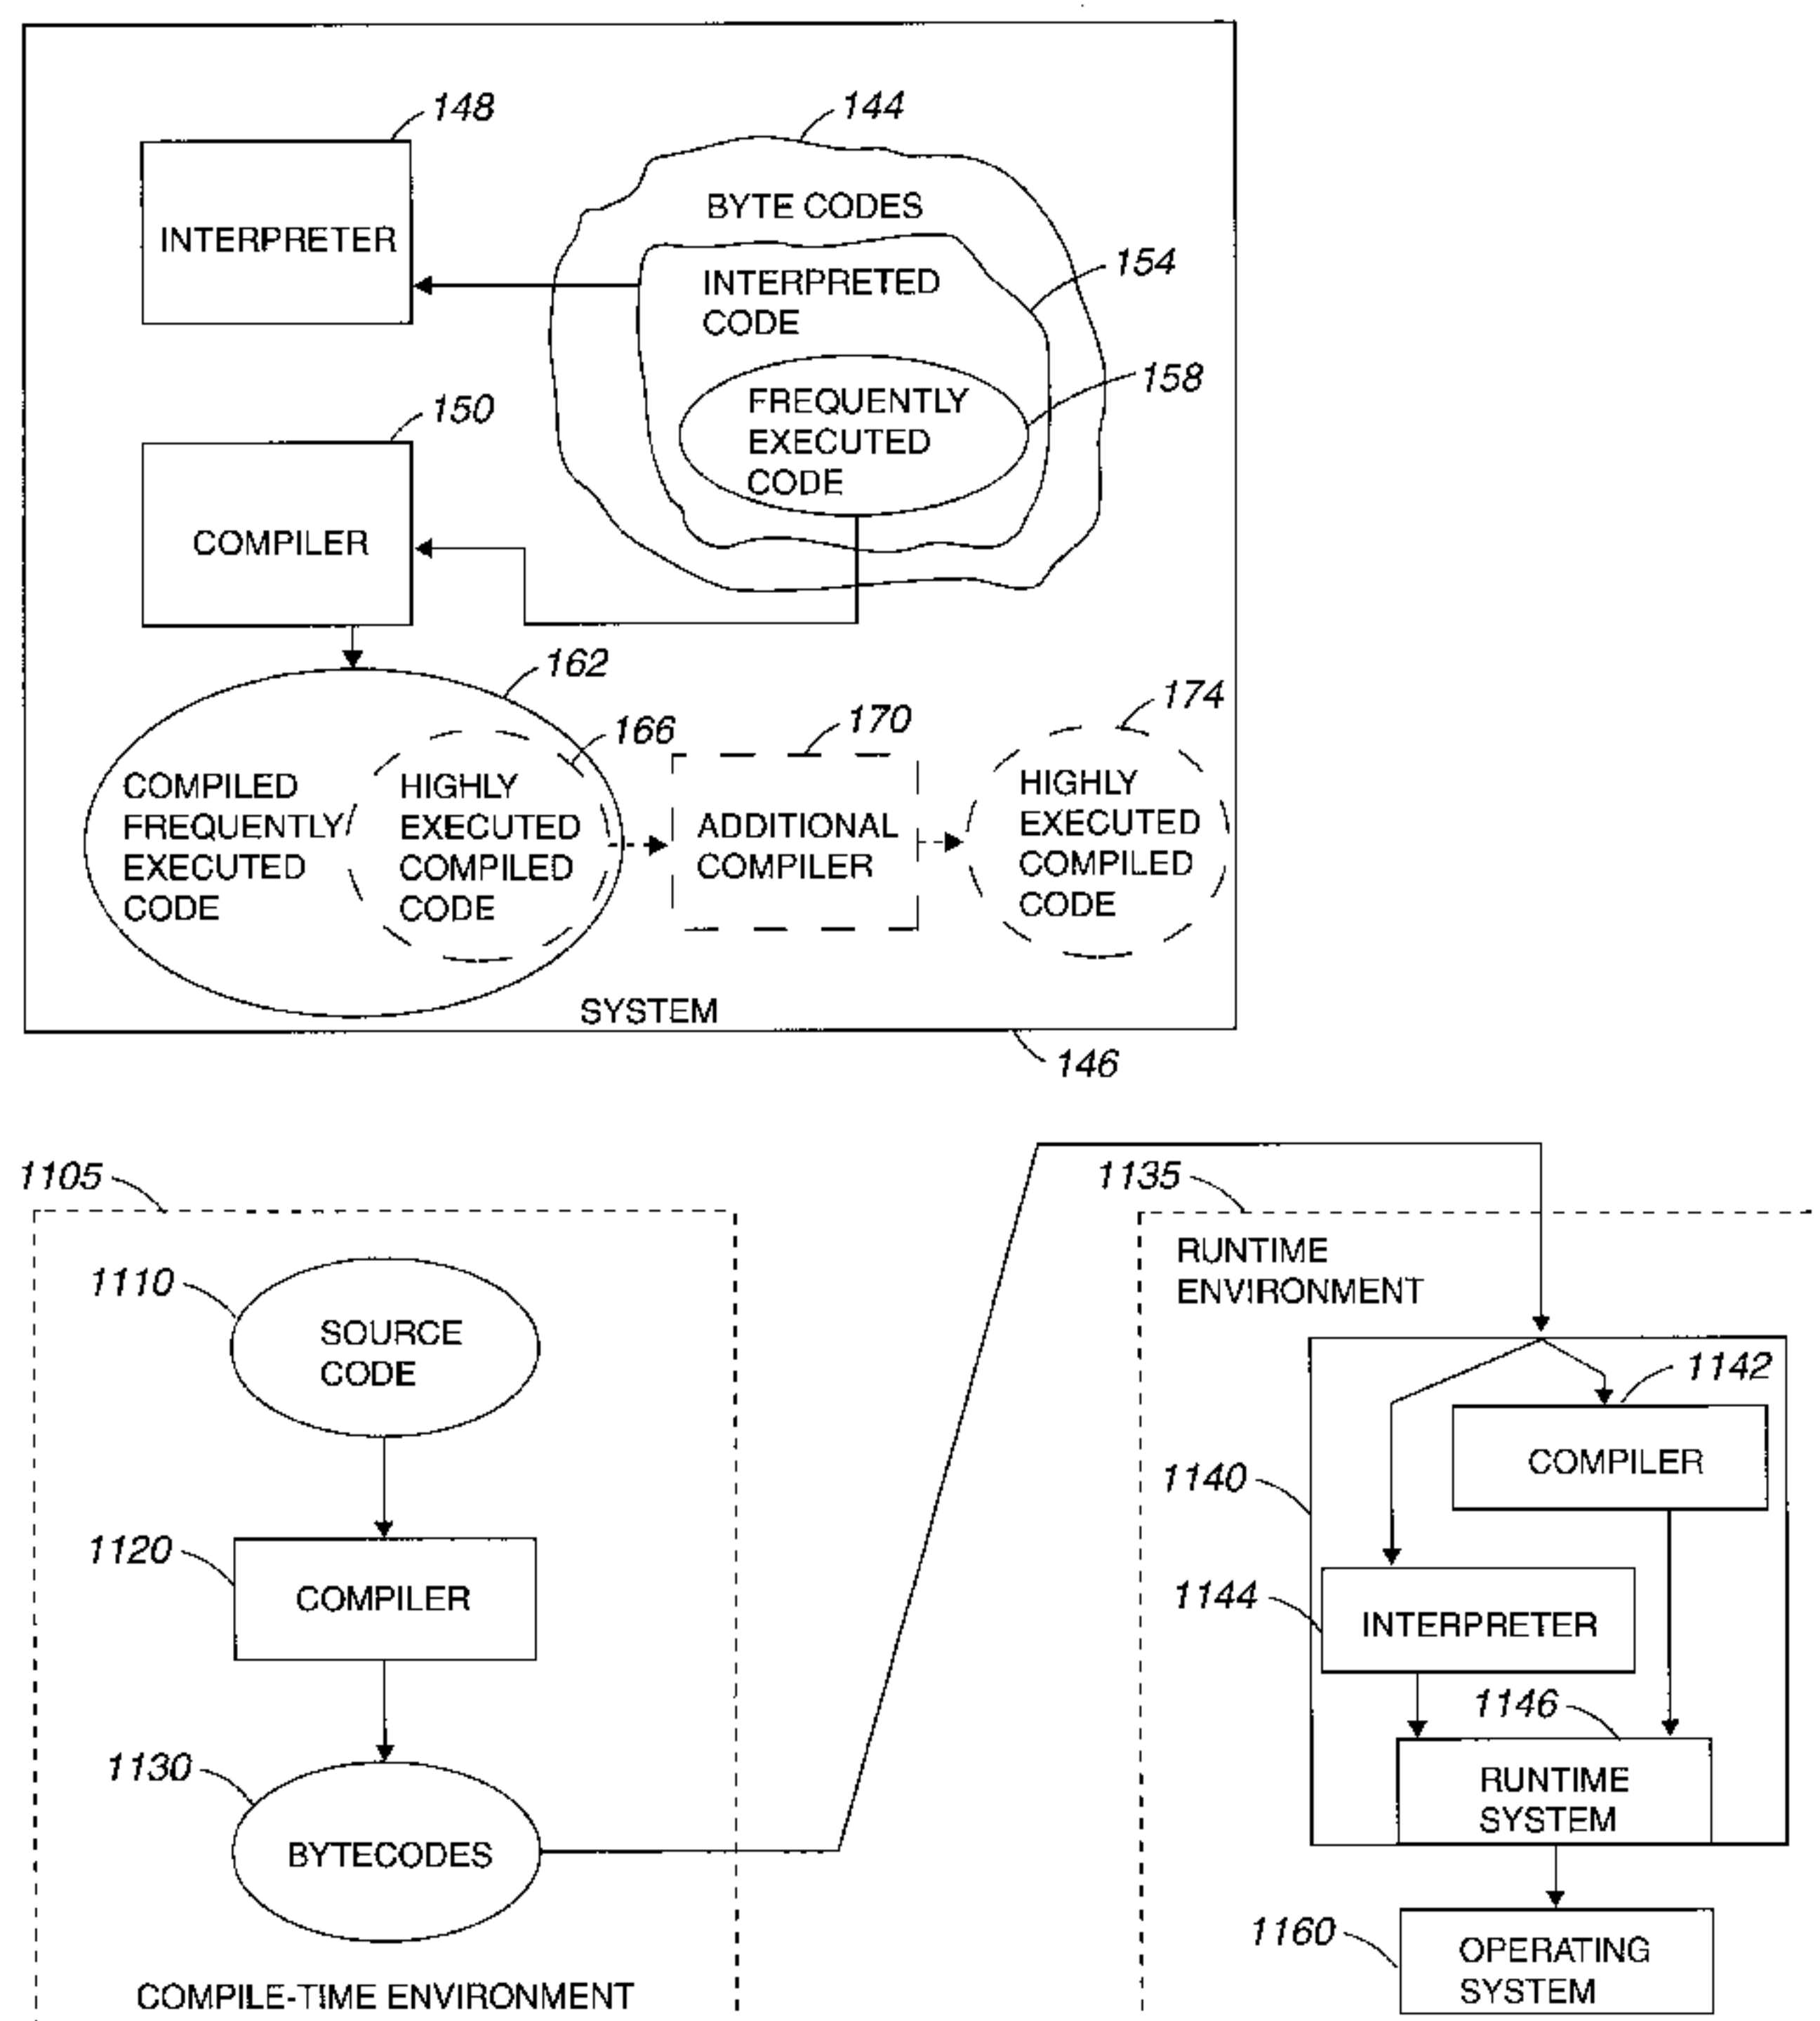 148
144
BYTE CODES
INTERPRETER
154
INTERPRETED
CODE
158
FREQUENTLY
EXECUTED
CODE
150
COMPILER
162
174
166
170
COMPILED
FREQUENTLY
EXECUTED
CODE
HIGHLY
EXECUTED
COMPILED
CODE
ADDITIONAL
COMPILER
HIGHLY
EXECUTED
COMPILED
CODE
SYSTEM
146
1105
1110
SOURCE
CODE
1120
COMPILER
1130
BYTECODES
COMPILE-TIME ENVIRONMENT
1135
RUNTIME
ENVIRONMENT
1142
COMPILER
1140
1144
INTERPRETER
1146
RUNTIME
SYSTEM
1160
OPERATING
SYSTEM